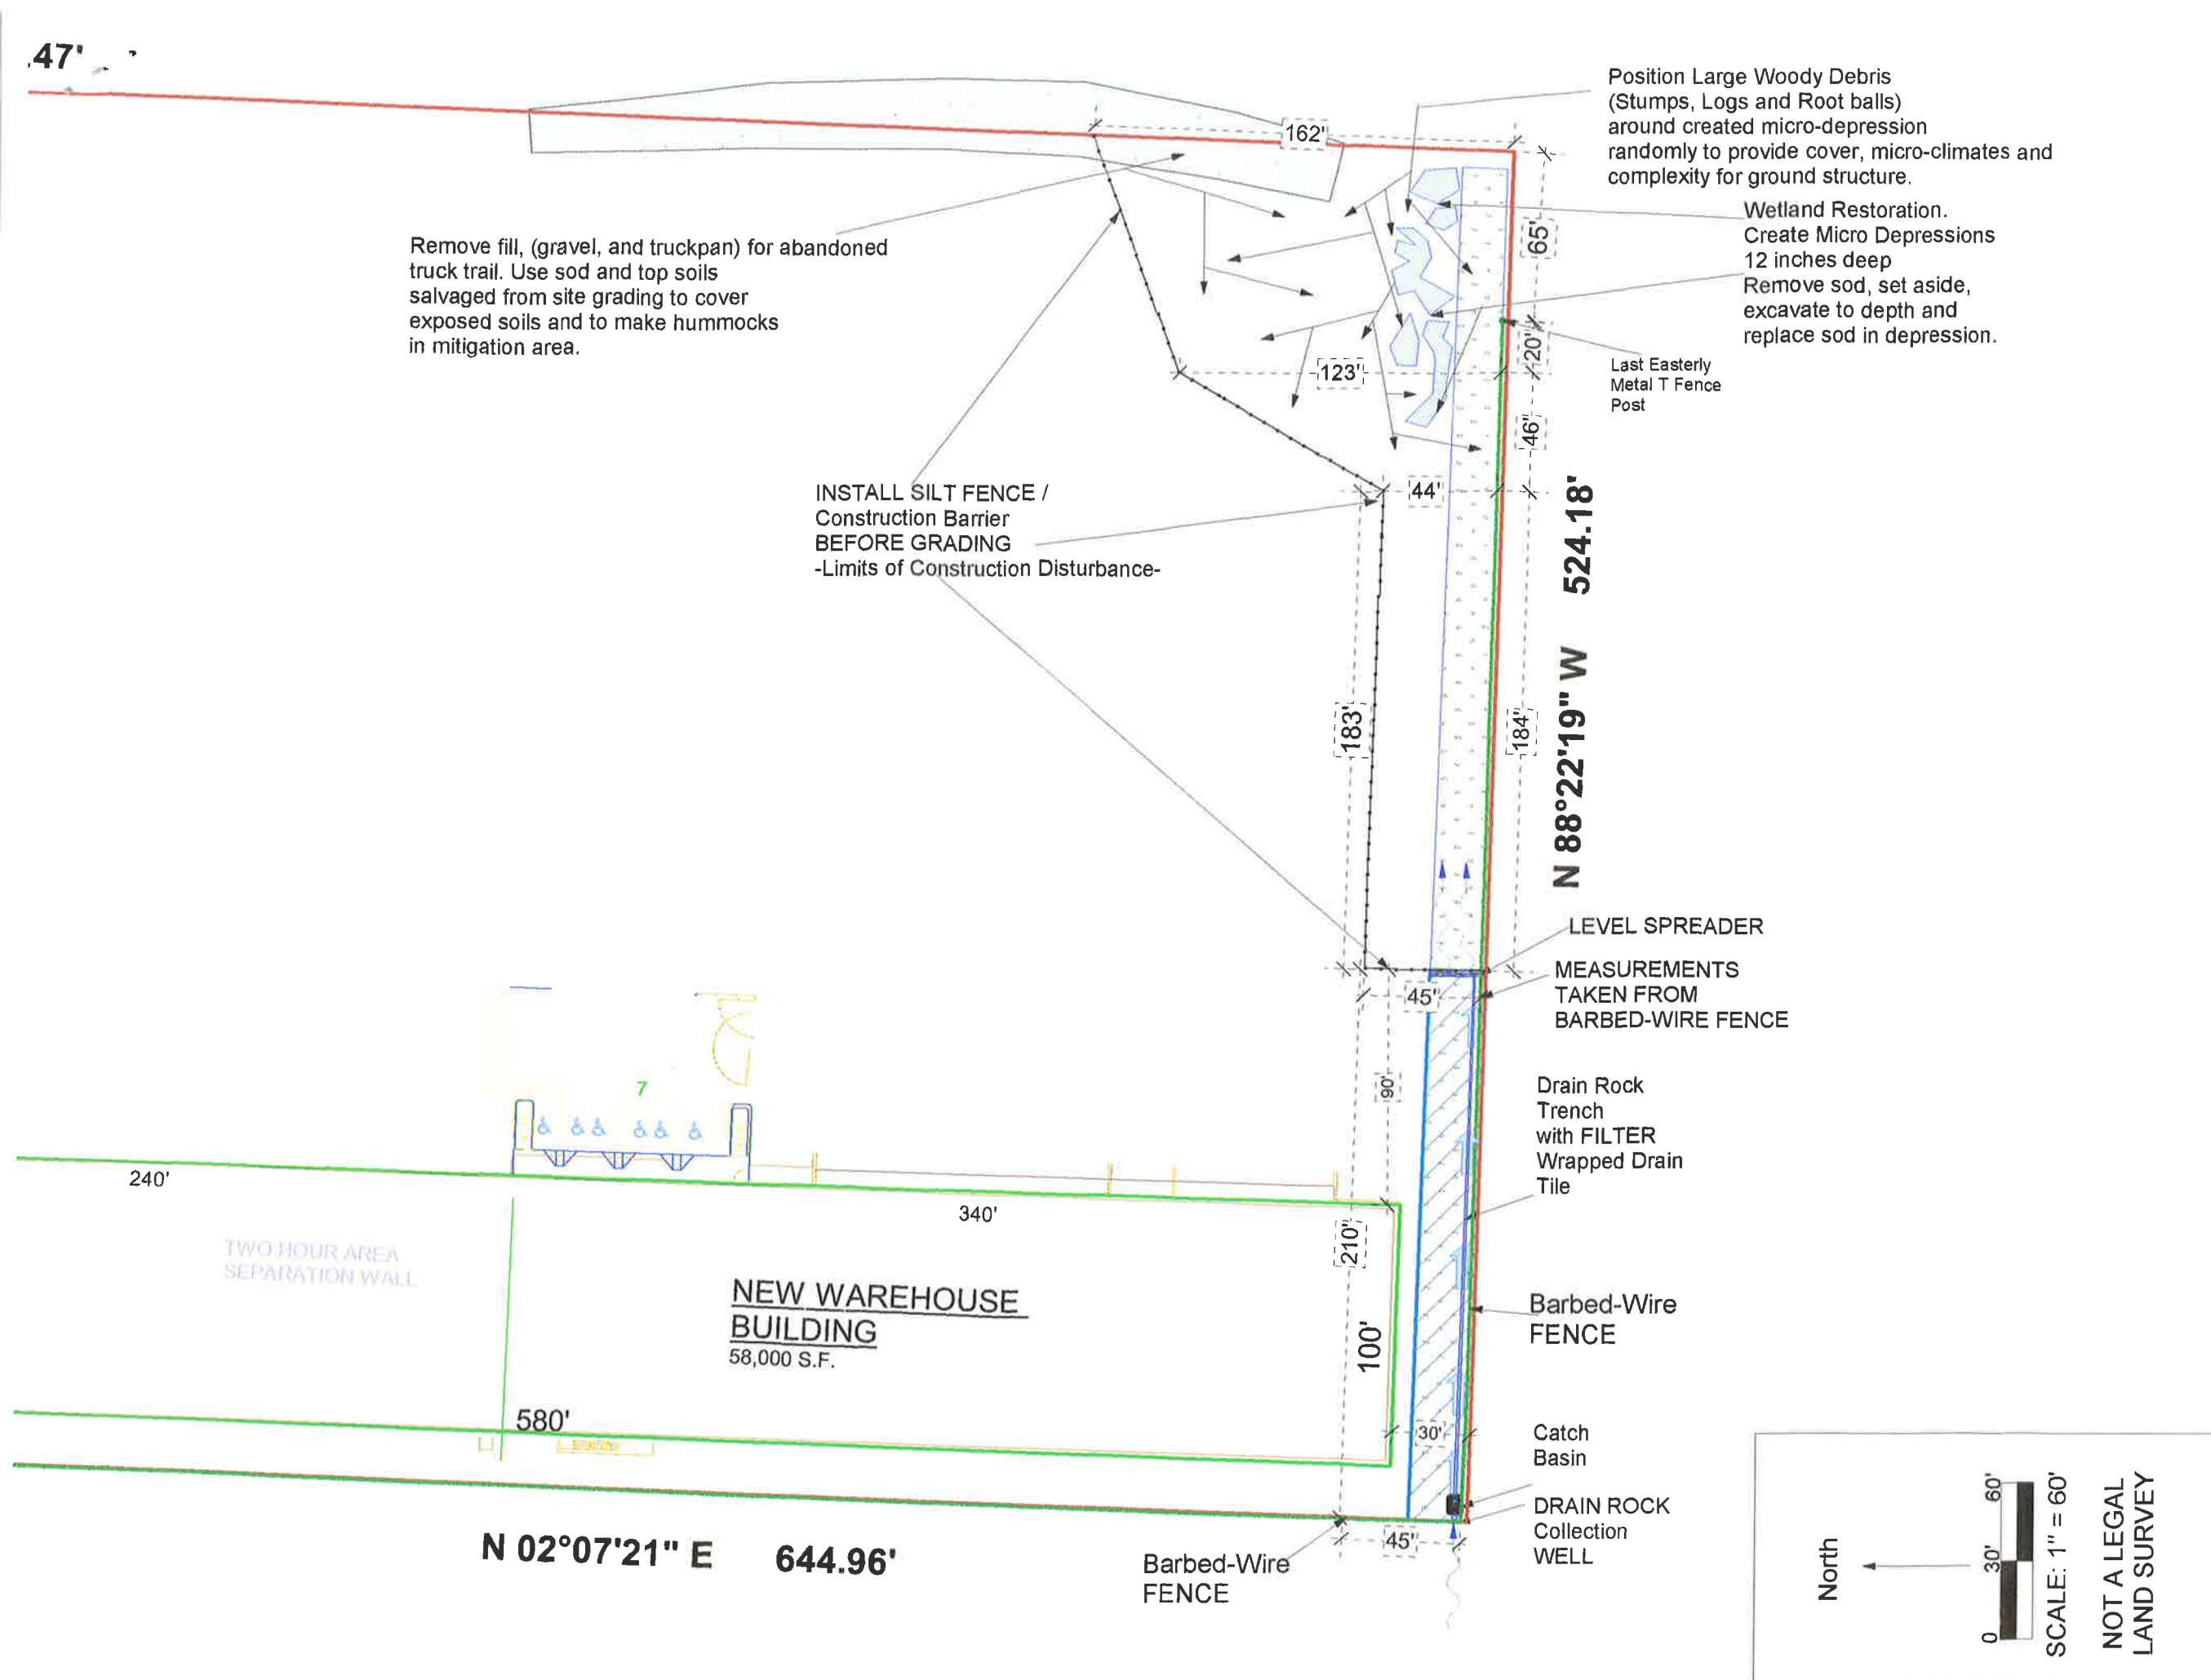 .47'
162'
Position Large Woody Debris
(Stumps, Logs and Root balls)
around created micro-depression
randomly to provide cover, micro-climates and
complexity for ground structure.
Wetland Restoration.
Create Micro Depressions
12 inches deep
Remove sod, set aside,
excavate to depth and
replace sod in depression.
65'
20'
Last Easterly
Metal T Fence
Post
Remove fill, (gravel, and truckpan) for abandoned
truck trail. Use sod and top soils
salvaged from site grading to cover
exposed soils and to make hummocks
in mitigation area.
123'
46'
44'
INSTALL SILT FENCE /
Construction Barrier
BEFORE GRADING
-Limits of Construction Disturbance-
N 88°22'19" W 524.18'
183'
184'
LEVEL SPREADER
MEASUREMENTS
TAKEN FROM
BARBED-WIRE FENCE
45'
90'
7
Drain Rock
Trench
with FILTER
Wrapped Drain
Tile
240'
340'
210'
TWO HOUR AREA
SEPARATION WALL
NEW WAREHOUSE
BUILDING
58,000 S.F.
100'
Barbed-Wire
FENCE
580'
30'
Catch
Basin
DRAIN ROCK
Collection
WELL
45'
N 02°07'21" E 644.96'
Barbed-Wire
FENCE
North
0 30' 60'
SCALE: 1" = 60'
NOT A LEGAL
LAND SURVEY